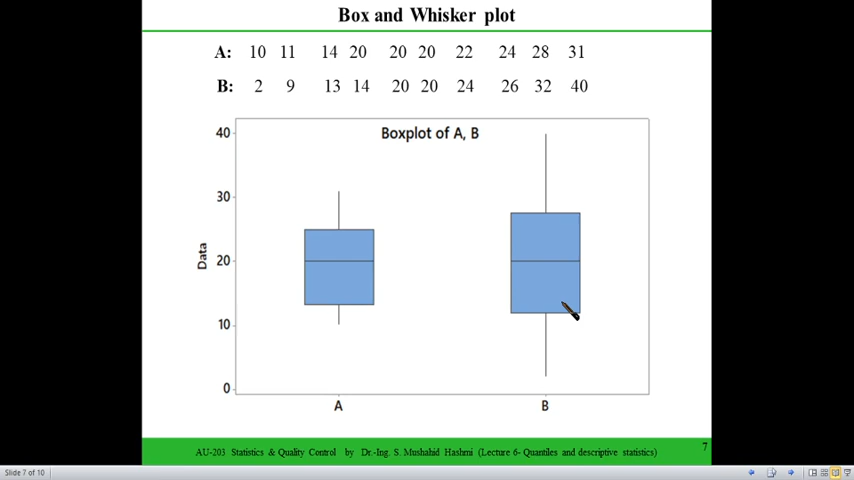 Box and Whisker plot
A: 10 11 14 20 20 20 22 24 28 31
B: 2 9 13 14 20 20 24 26 32 40
Boxplot of A, B
40
30
20
10
0
Data
A B
AU-203 Statistics & Quality Control by Dr.-Ing. S. Mushahid Hashmi (Lecture 6- Quantiles and descriptive statistics)
7
Slide 7 of 10